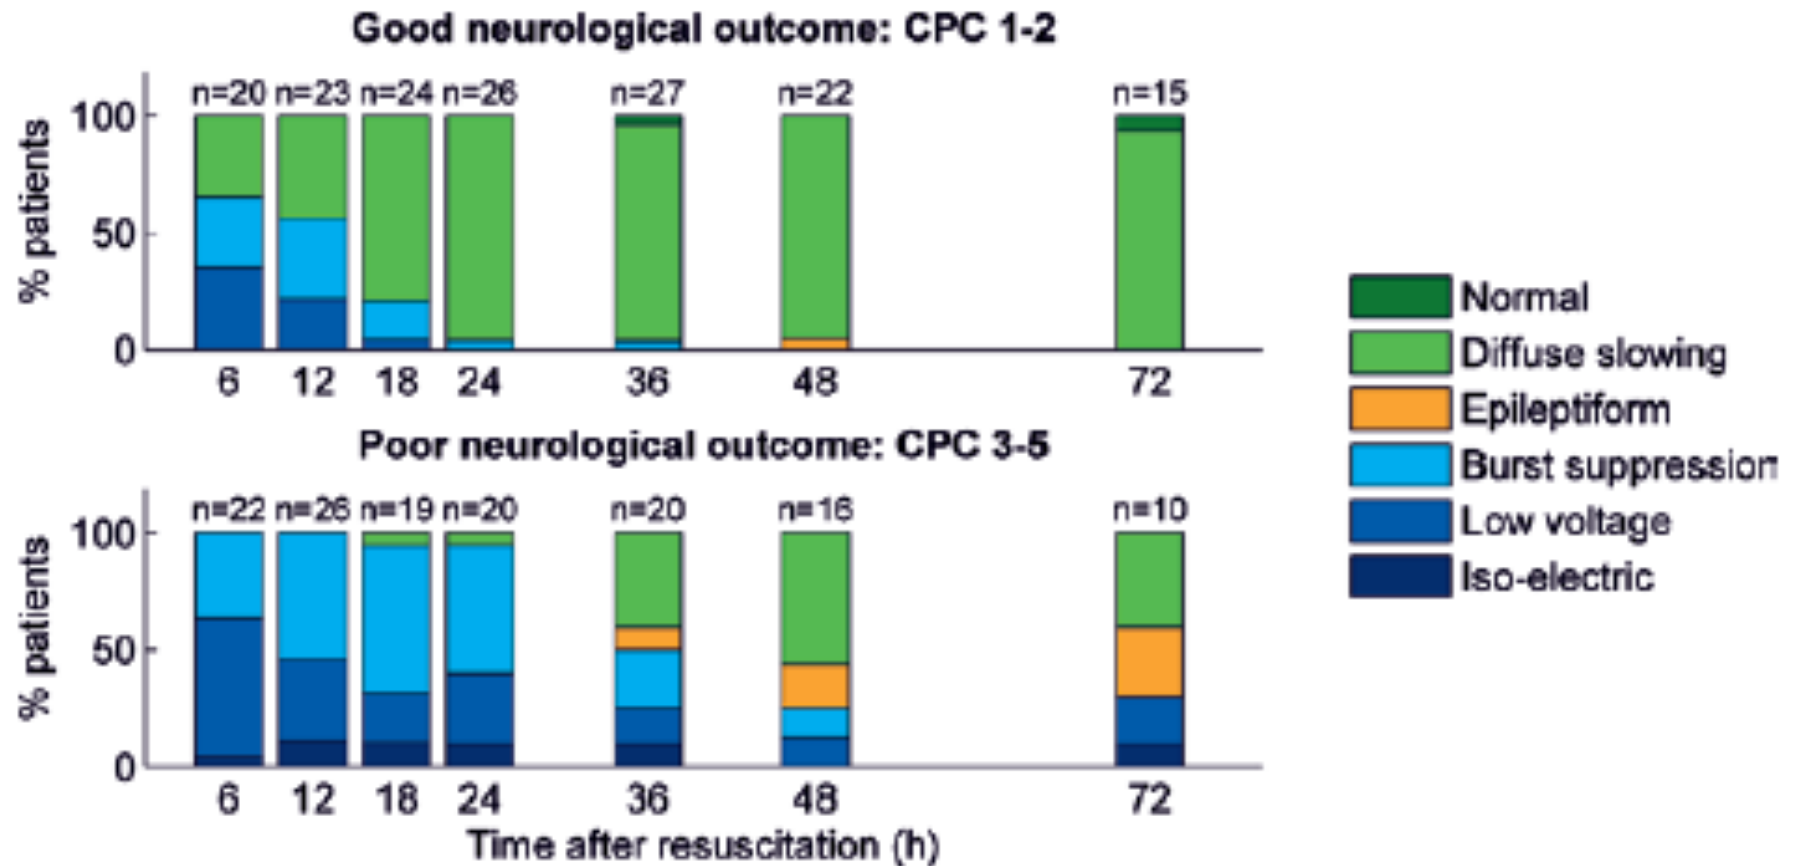 Good neurological outcome: CPC 1-2
n=20 n=23 n=24 n=26 n=27 n=22 n=15
% patients
100
50
0
6 12 18 24 36 48 72
Poor neurological outcome: CPC 3-5
n=22 n=26 n=19 n=20 n=20 n=16 n=10
% patients
100
50
0
6 12 18 24 36 48 72
Time after resuscitation (h)
Normal
Diffuse slowing
Epileptiform
Burst suppression
Low voltage
Iso-electric